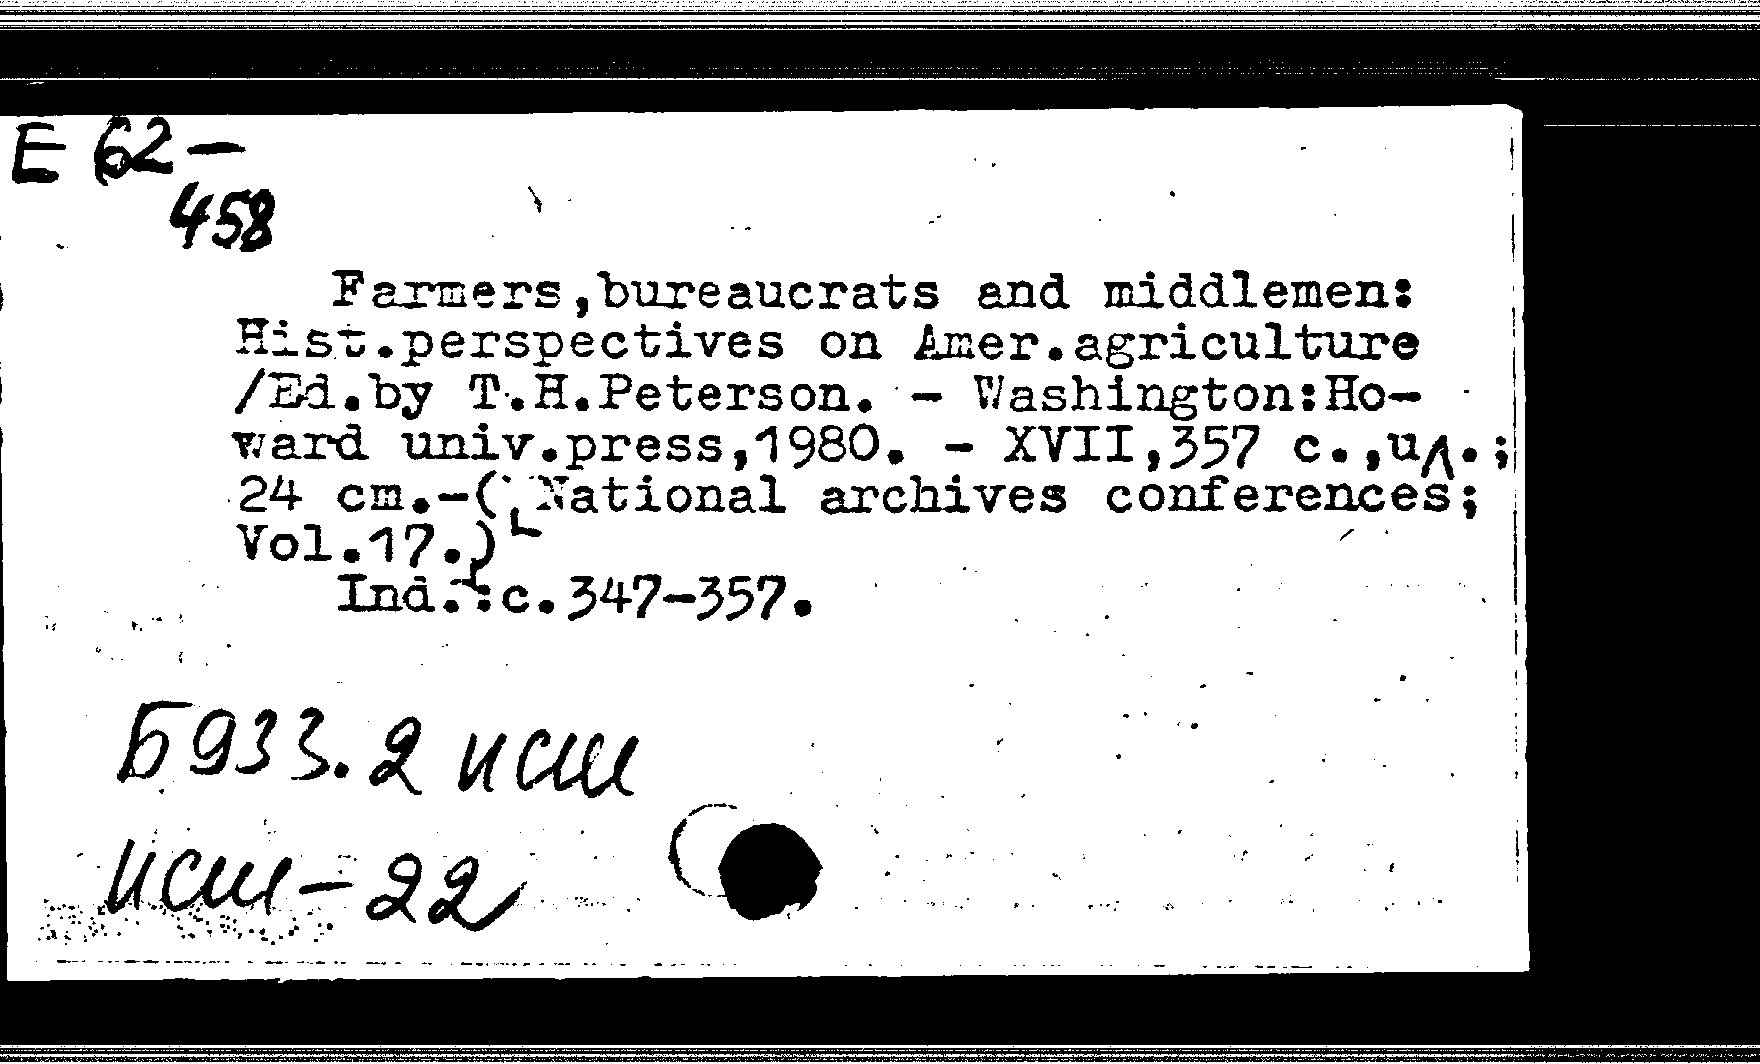 E 62-
458
Farmers,bureaucrats and middlemen:
Hist.perspectives on Amer.agriculture
/Ed.by T.H.Peterson. - Washington:Ho-
ward univ.press,1980. - XVII,357 с.,ил.;
24 cm.-(National archives conferences;
Vol.17.)
Ind.:c.347-357.
Б933.2 исш
исш-22